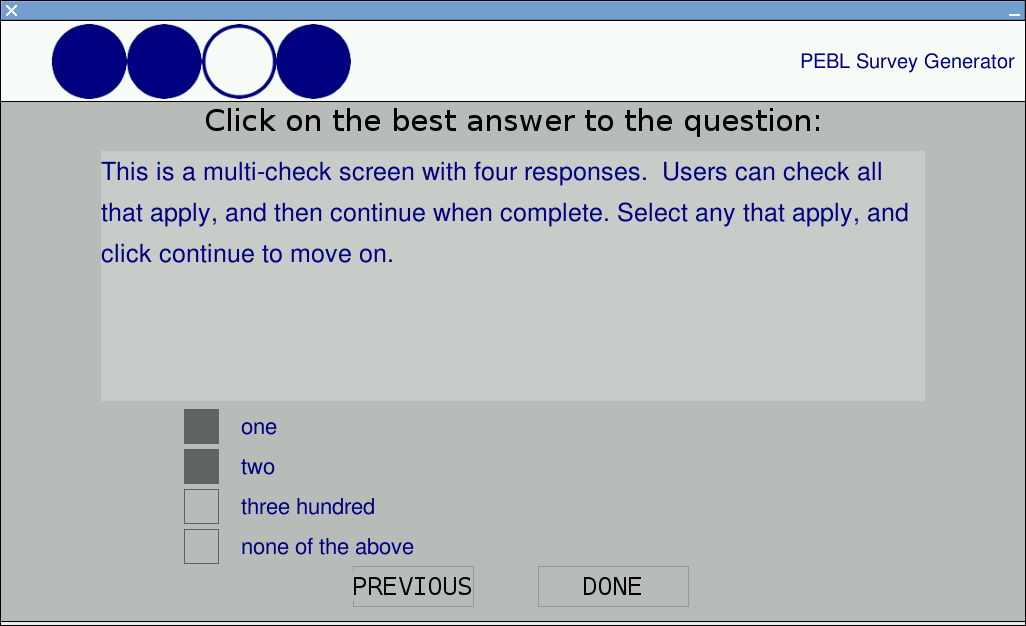 PEBL Survey Generator
Click on the best answer to the question:
This is a multi-check screen with four responses.  Users can check all
that apply, and then continue when complete. Select any that apply, and
click continue to move on.
one
two
three hundred
none of the above
PREVIOUS
DONE